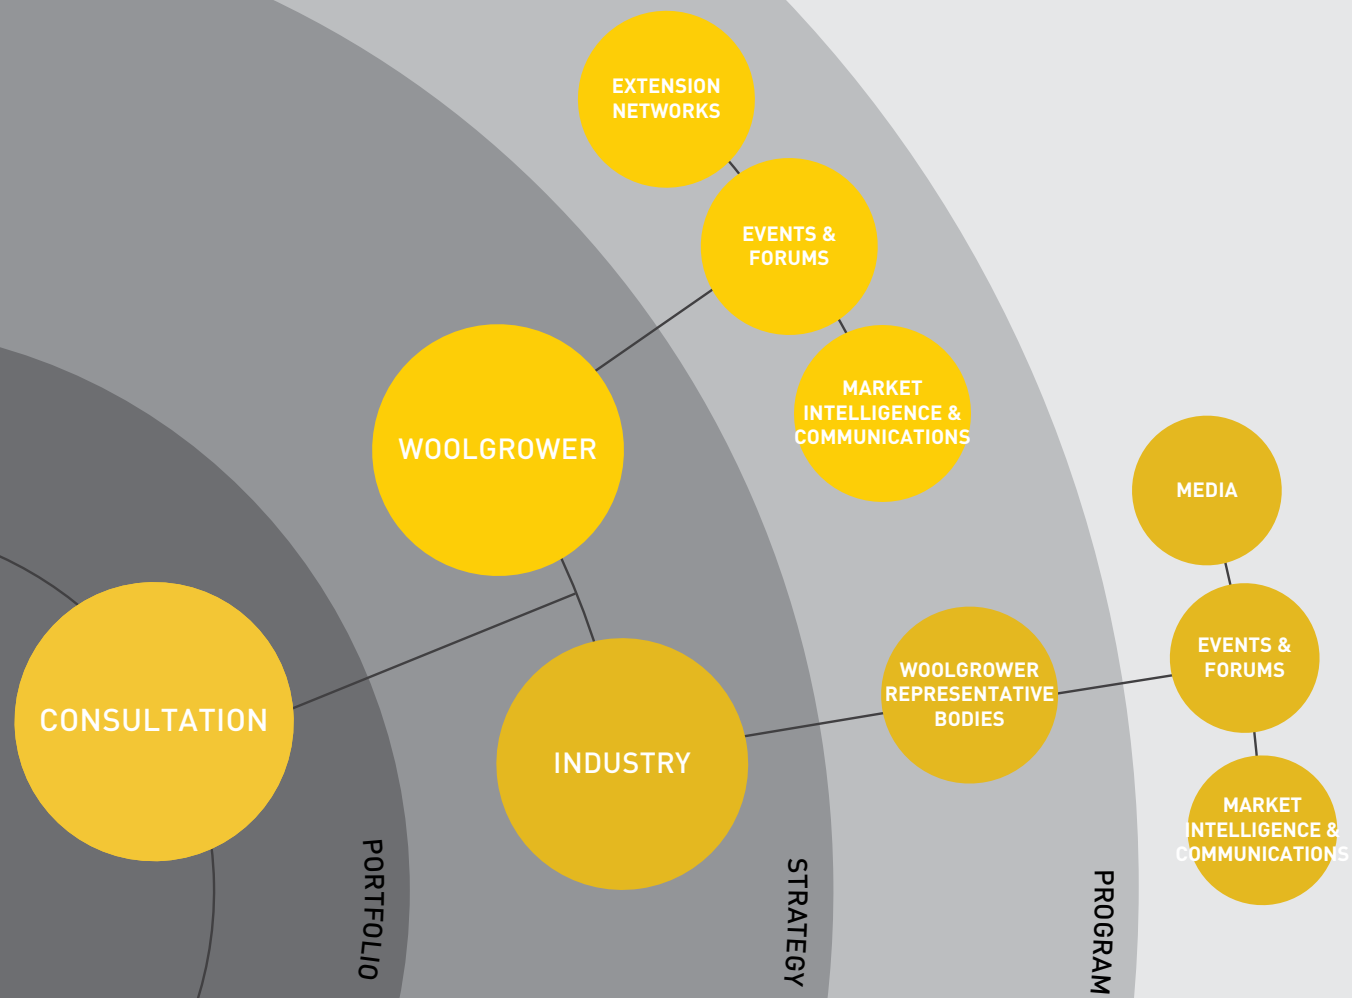 EXTENSION
NETWORKS
EVENTS &
FORUMS
MARKET
INTELLIGENCE &
COMMUNICATIONS
WOOLGROWER
MEDIA
EVENTS &
FORUMS
WOOLGROWER
REPRESENTATIVE
BODIES
CONSULTATION
INDUSTRY
MARKET
INTELLIGENCE &
COMMUNICATIONS
PORTFOLIO
STRATEGY
PROGRAM